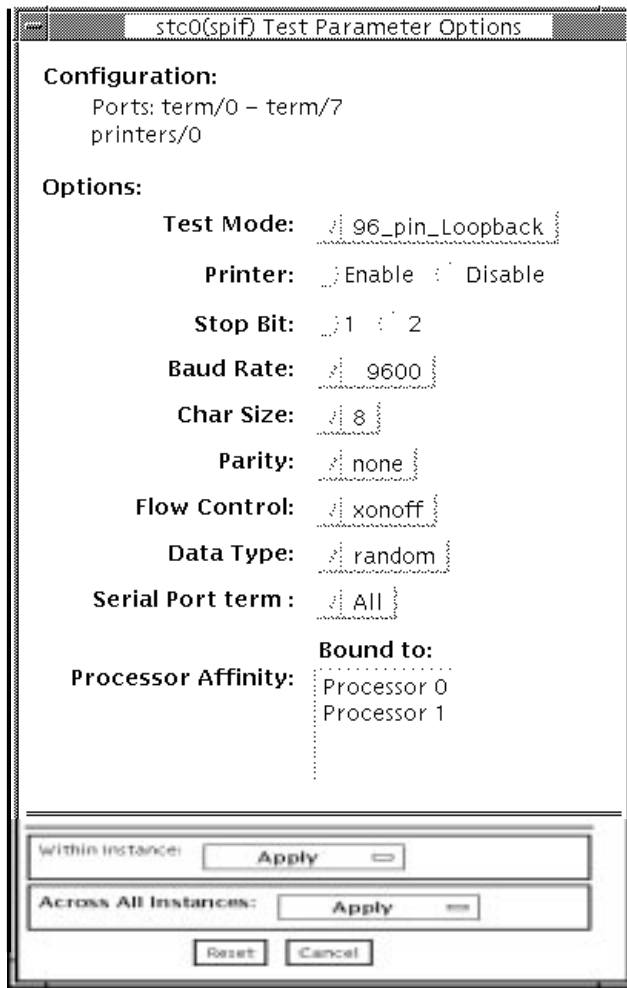 stc0(spif) Test Parameter Options
Configuration:
Ports: term/0 – term/7
printers/0
Options:
Test Mode: 96_pin_Loopback
Printer: Enable Disable
Stop Bit: 1 2
Baud Rate: 9600
Char Size: 8
Parity: none
Flow Control: xonoff
Data Type: random
Serial Port term : All
Bound to:
Processor Affinity: Processor 0
Processor 1
Within Instance: Apply
Across All Instances: Apply
Reset Cancel